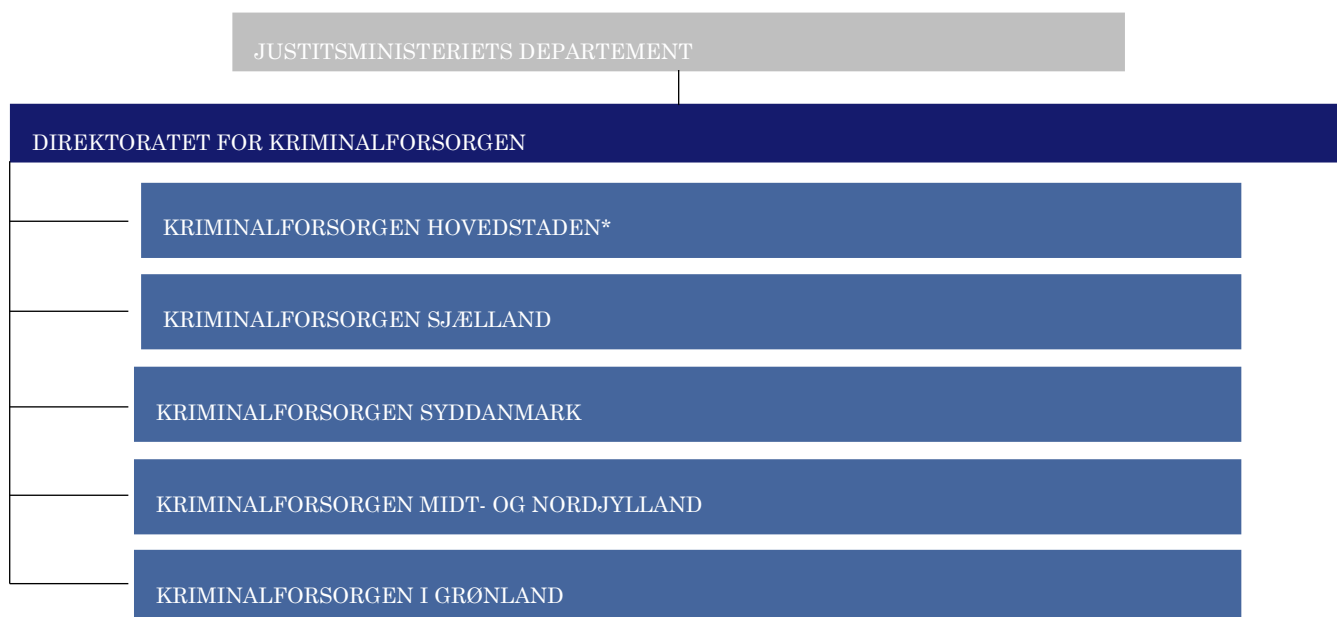 JUSTITSMINISTERIETS DEPARTEMENT
DIREKTORATET FOR KRIMINALFORSORGEN
KRIMINALFORSORGEN HOVEDSTADEN*
KRIMINALFORSORGEN SJÆLLAND
KRIMINALFORSORGEN SYDDANMARK
KRIMINALFORSORGEN MIDT- OG NORDJYLLAND
KRIMINALFORSORGEN I GRØNLAND